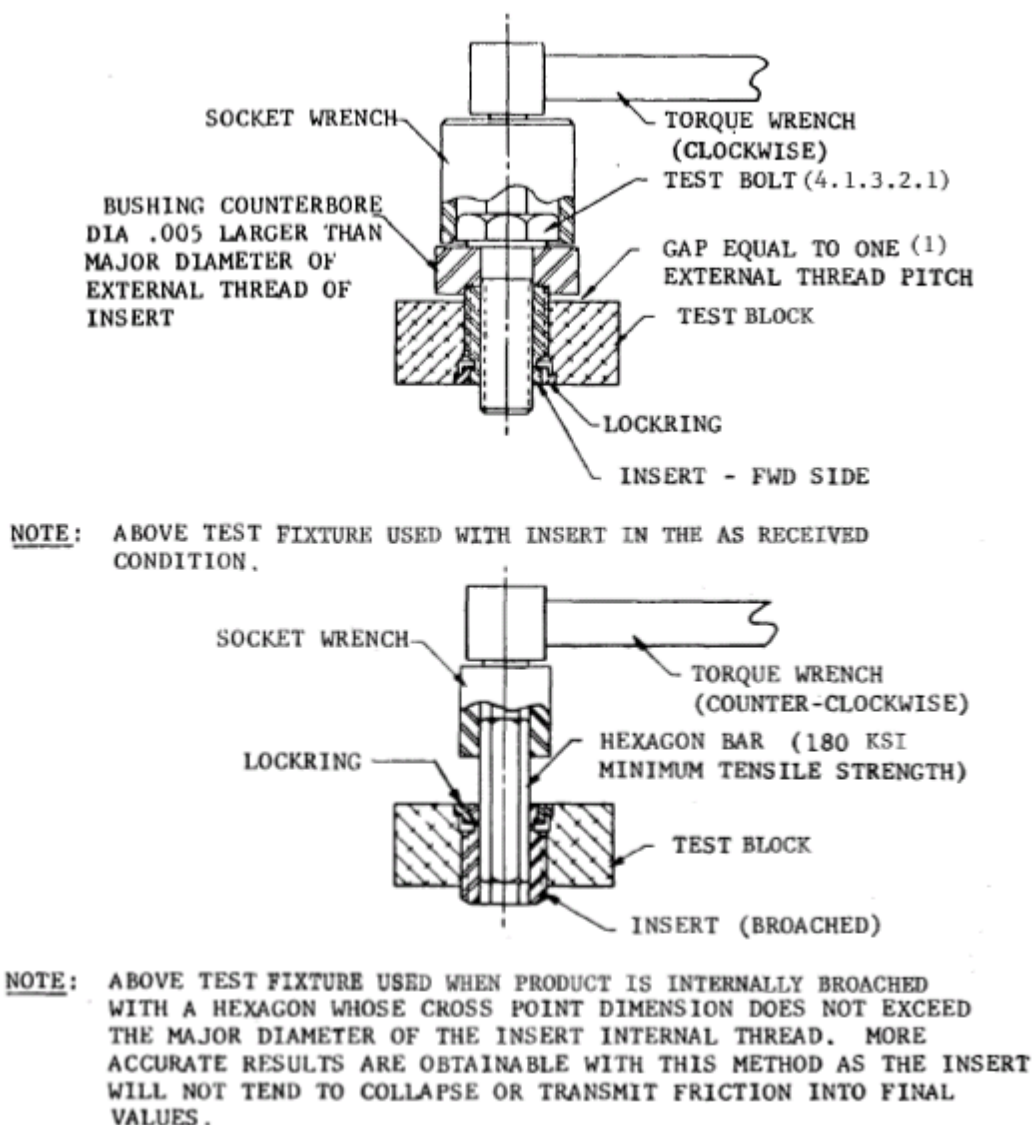 SOCKET WRENCH
TORQUE WRENCH
(CLOCKWISE)
TEST BOLT (4.1.3.2.1)
BUSHING COUNTERBORE
DIA .005 LARGER THAN
MAJOR DIAMETER OF
EXTERNAL THREAD OF
INSERT
GAP EQUAL TO ONE (1)
EXTERNAL THREAD PITCH
TEST BLOCK
LOCKRING
INSERT - FWD SIDE
NOTE: ABOVE TEST FIXTURE USED WITH INSERT IN THE AS RECEIVED
CONDITION.
SOCKET WRENCH
TORQUE WRENCH
(COUNTER-CLOCKWISE)
HEXAGON BAR (180 KSI
MINIMUM TENSILE STRENGTH)
LOCKRING
TEST BLOCK
INSERT (BROACHED)
NOTE: ABOVE TEST FIXTURE USED WHEN PRODUCT IS INTERNALLY BROACHED
WITH A HEXAGON WHOSE CROSS POINT DIMENSION DOES NOT EXCEED
THE MAJOR DIAMETER OF THE INSERT INTERNAL THREAD. MORE
ACCURATE RESULTS ARE OBTAINABLE WITH THIS METHOD AS THE INSERT
WILL NOT TEND TO COLLAPSE OR TRANSMIT FRICTION INTO FINAL
VALUES.